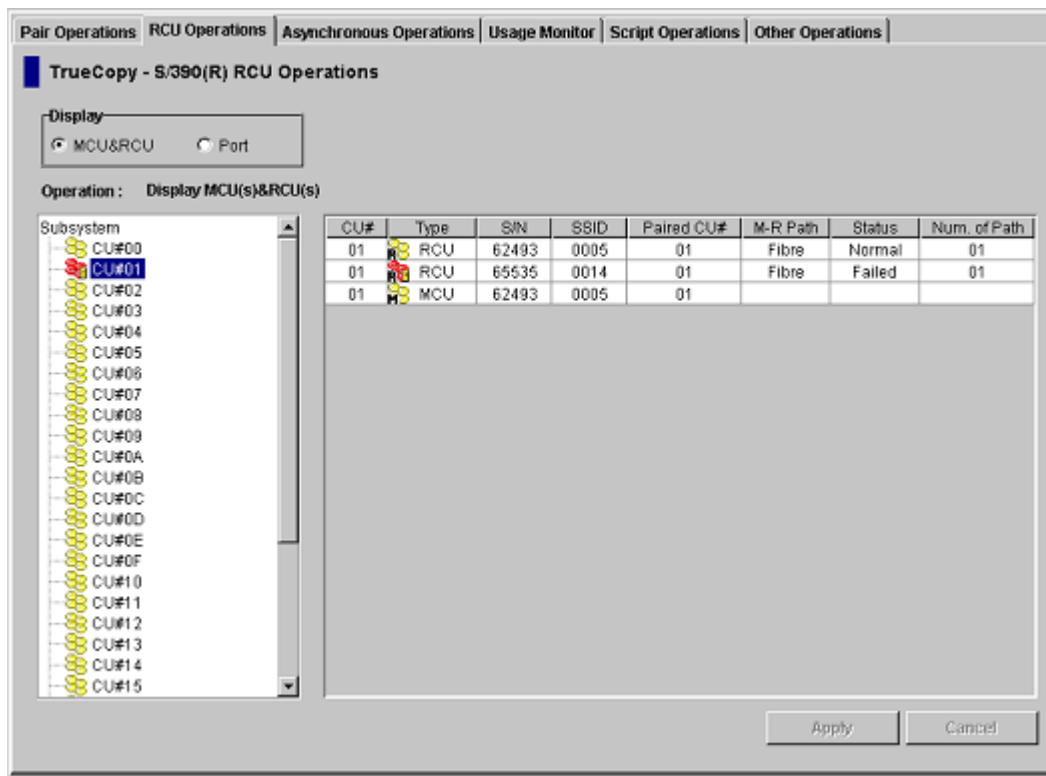 Pair Operations RCU Operations Asynchronous Operations Usage Monitor Script Operations Other Operations
TrueCopy - S/390(R) RCU Operations
Display
MCU&RCU Port
Operation : Display MCU(s)&RCU(s)
Subsystem
CU#00
CU#01
CU#02
CU#03
CU#04
CU#05
CU#06
CU#07
CU#08
CU#09
CU#0A
CU#0B
CU#0C
CU#0D
CU#0E
CU#0F
CU#10
CU#11
CU#12
CU#13
CU#14
CU#15
CU# Type S/N SSID Paired CU# M-R Path Status Num. of Path
01 R RCU 62493 0005 01 Fibre Normal 01
01 R RCU 65535 0014 01 Fibre Failed 01
01 M MCU 62493 0005 01
Apply Cancel